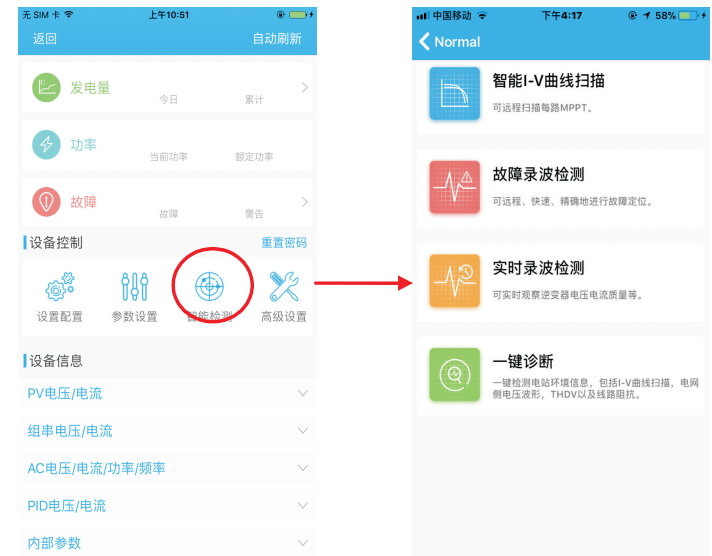 无 SIM 卡 上午10:51
返回 自动刷新
发电量
今日 累计
功率
当前功率 额定功率
故障
故障 警告
设备控制 重置密码
设置配置 参数设置 智能检测 高级设置
设备信息
PV电压/电流
组串电压/电流
AC电压/电流/功率/频率
PID电压/电流
内部参数
中国移动 下午4:17 58%
Normal
智能I-V曲线扫描
可远程扫描每路MPPT。
故障录波检测
可远程、快速、精确地进行故障定位。
实时录波检测
可实时观察逆变器电压电流质量等。
一键诊断
一键检测电站环境信息，包括I-V曲线扫描，电网
侧电压波形，THDV以及线路阻抗。